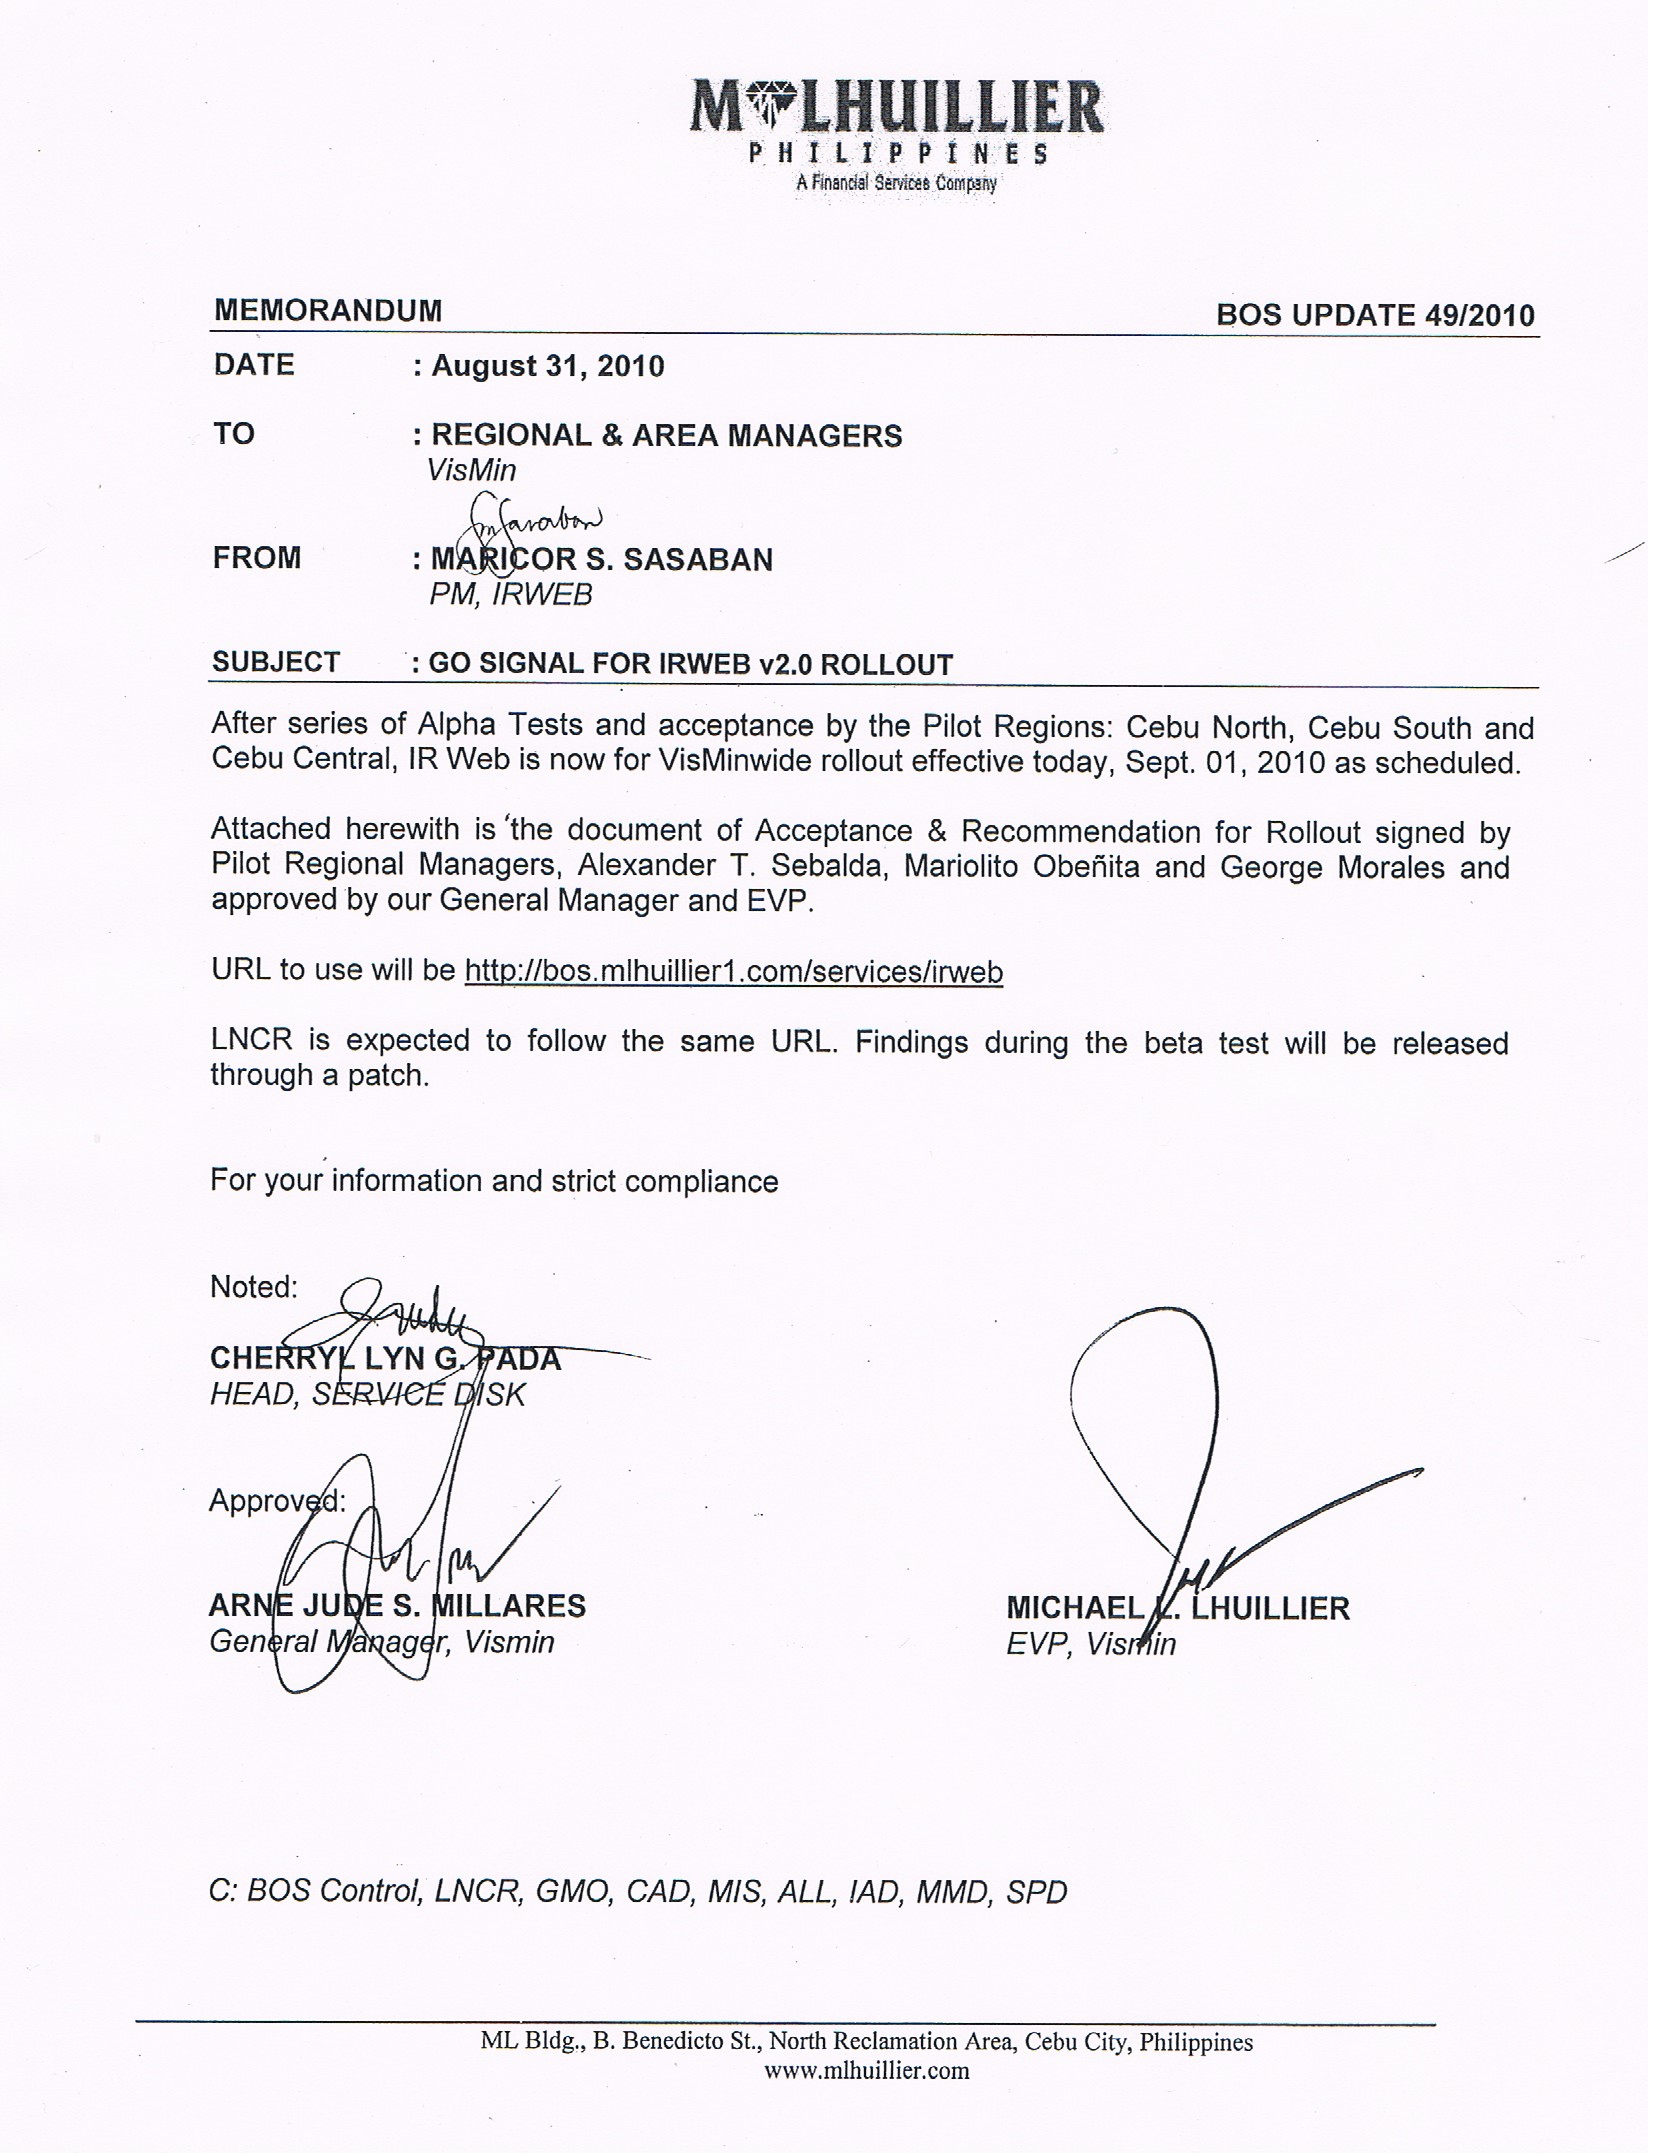 M LHUILLIER
PHILIPPINES
A Financial Services Company
MEMORANDUM BOS UPDATE 49/2010
DATE : August 31, 2010
TO : REGIONAL & AREA MANAGERS
VisMin
FROM : MARICOR S. SASABAN
PM, IRWEB
SUBJECT : GO SIGNAL FOR IRWEB v2.0 ROLLOUT
After series of Alpha Tests and acceptance by the Pilot Regions: Cebu North, Cebu South and
Cebu Central, IR Web is now for VisMinwide rollout effective today, Sept. 01, 2010 as scheduled.
Attached herewith is the document of Acceptance & Recommendation for Rollout signed by
Pilot Regional Managers, Alexander T. Sebalda, Mariolito Obeñita and George Morales and
approved by our General Manager and EVP.
URL to use will be http://bos.mlhuillier1.com/services/irweb
LNCR is expected to follow the same URL. Findings during the beta test will be released
through a patch.
For your information and strict compliance
Noted:
CHERRYL LYN G. PADA
HEAD, SERVICE DISK
Approved:
ARNE JUDE S. MILLARES MICHAEL L. LHUILLIER
General Manager, Vismin EVP, Vismin
C: BOS Control, LNCR, GMO, CAD, MIS, ALL, IAD, MMD, SPD
ML Bldg., B. Benedicto St., North Reclamation Area, Cebu City, Philippines
www.mlhuillier.com